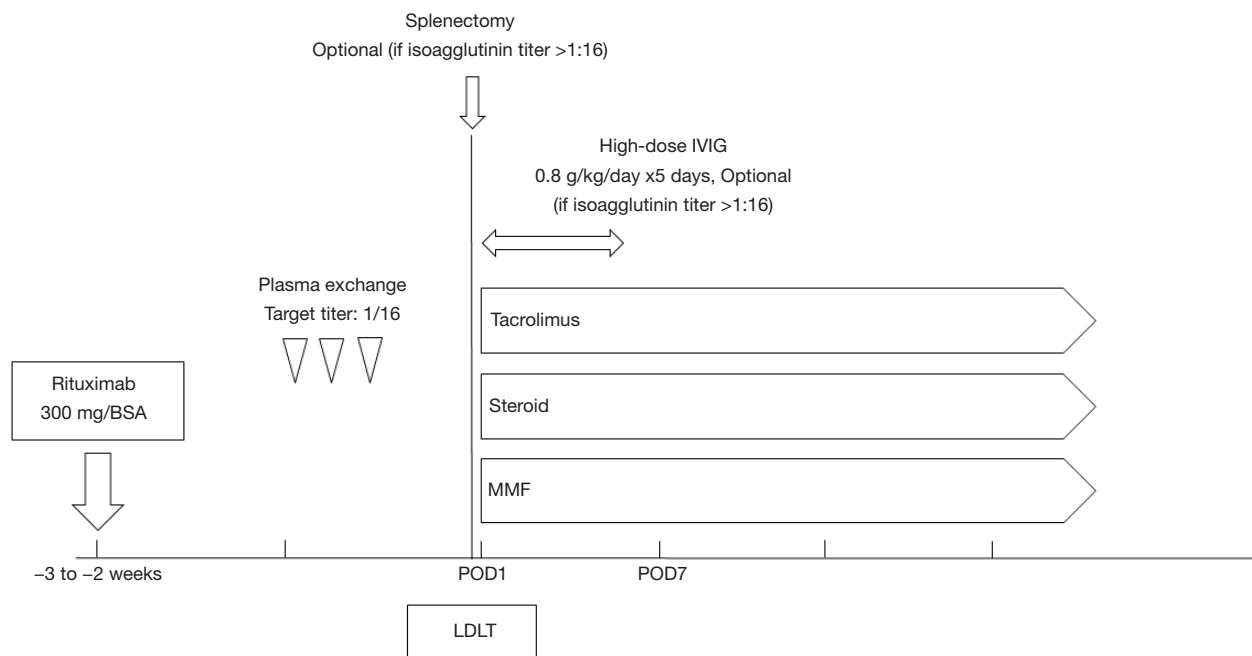 Splenectomy
Optional (if isoagglutinin titer >1:16)
High-dose IVIG
0.8 g/kg/day x5 days, Optional
(if isoagglutinin titer >1:16)
Plasma exchange
Target titer: 1/16
Tacrolimus
Rituximab
300 mg/BSA
Steroid
MMF
−3 to −2 weeks
POD1
POD7
LDLT